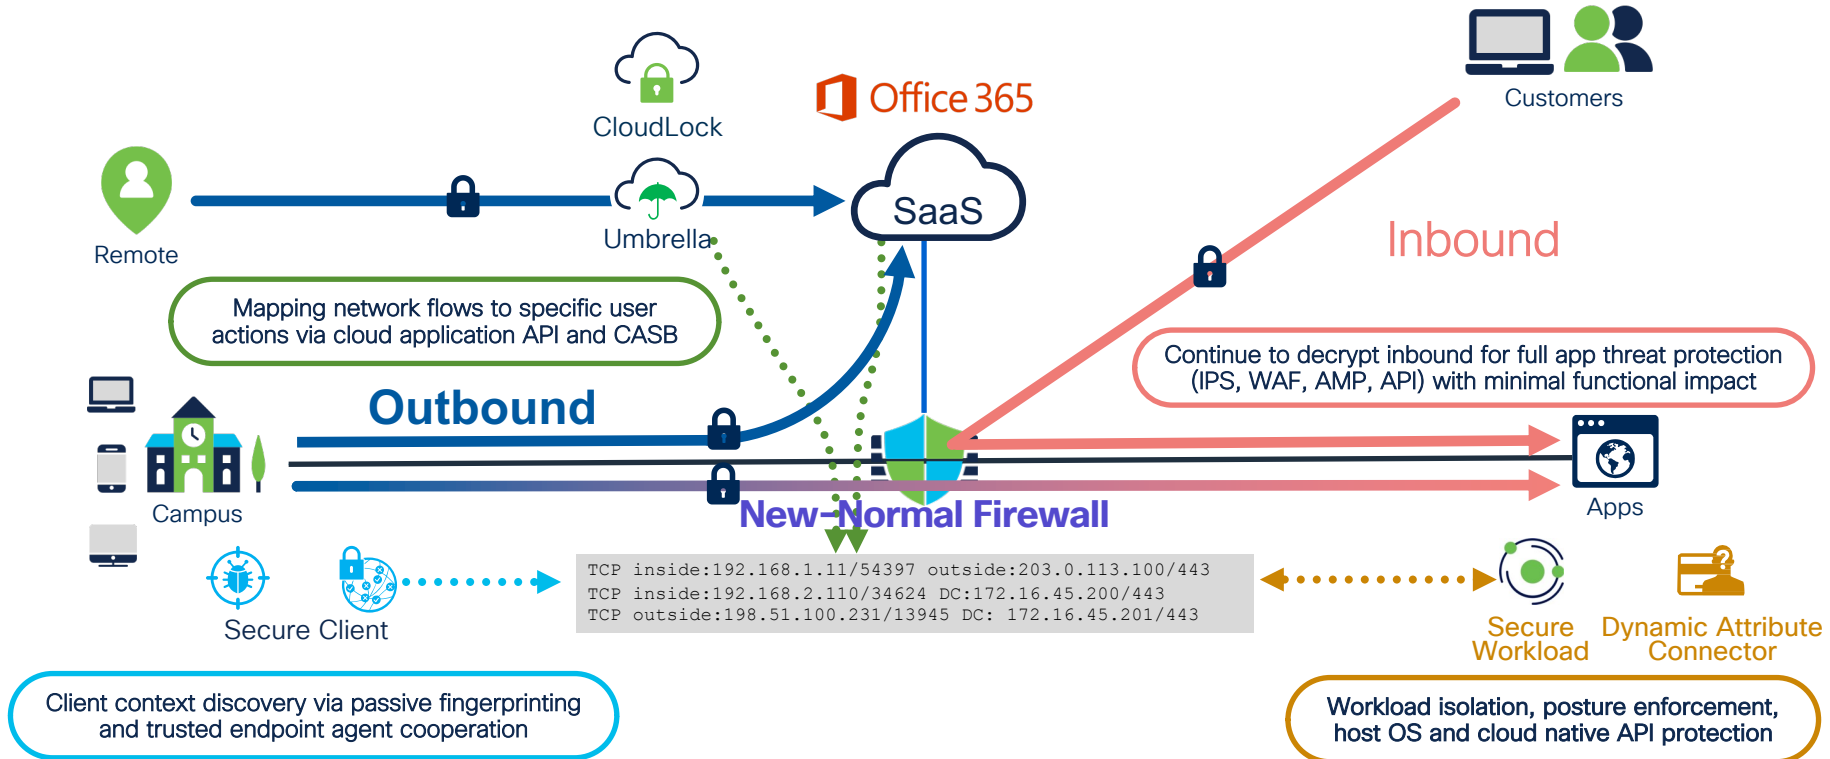 Customers
CloudLock
Office 365
SaaS
Remote
Umbrella
Inbound
Mapping network flows to specific user
actions via cloud application API and CASB
Continue to decrypt inbound for full app threat protection
(IPS, WAF, AMP, API) with minimal functional impact
Outbound
Campus
New-Normal Firewall
Apps
TCP inside:192.168.1.11/54397 outside:203.0.113.100/443
TCP inside:192.168.2.110/34624 DC:172.16.45.200/443
TCP outside:198.51.100.231/13945 DC: 172.16.45.201/443
Secure Client
Secure
Workload
Dynamic Attribute
Connector
Client context discovery via passive fingerprinting
and trusted endpoint agent cooperation
Workload isolation, posture enforcement,
host OS and cloud native API protection